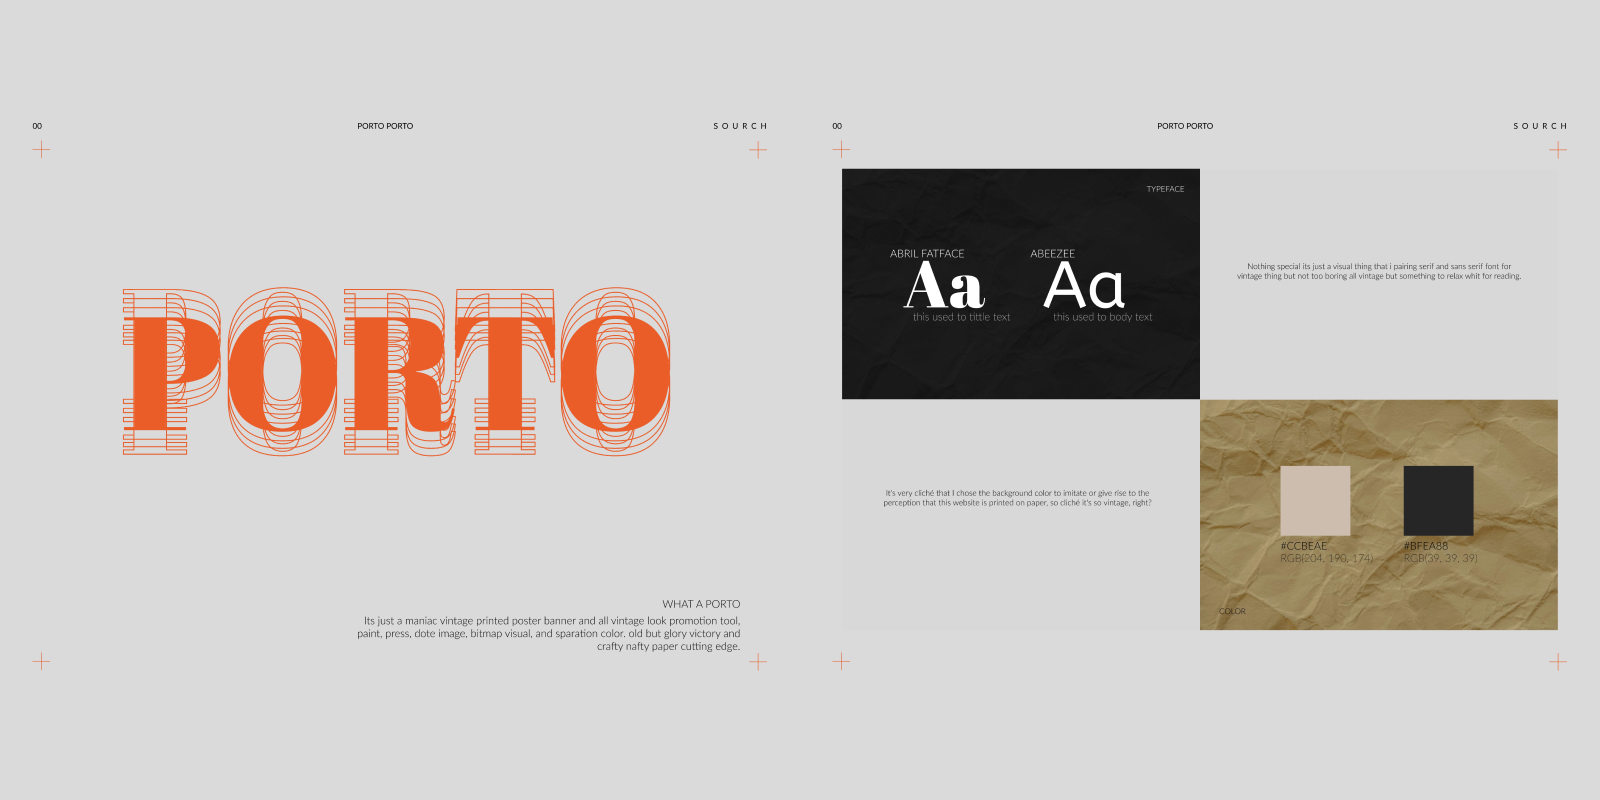 00
PORTO PORTO
SOURCH
PORTO
WHAT A PORTO
Its just a maniac vintage printed poster banner and all vintage look promotion tool,
paint, press, dote image, bitmap visual, and sparation color. old but glory victory and
crafty nafty paper cutting edge.
00
PORTO PORTO
SOURCH
TYPEFACE
ABRIL FATFACE
Aa
this used to tittle text
ABEEZEE
Aa
this used to body text
Nothing special its just a visual thing that i pairing serif and sans serif font for
vintage thing but not too boring all vintage but something to relax whit for reading.
It's very cliché that I chose the background color to imitate or give rise to the
perception that this website is printed on paper, so cliché it's so vintage, right?
#CCBEAE
RGB(204, 190, 174)
#BFEA88
RGB(39, 39, 39)
COLOR